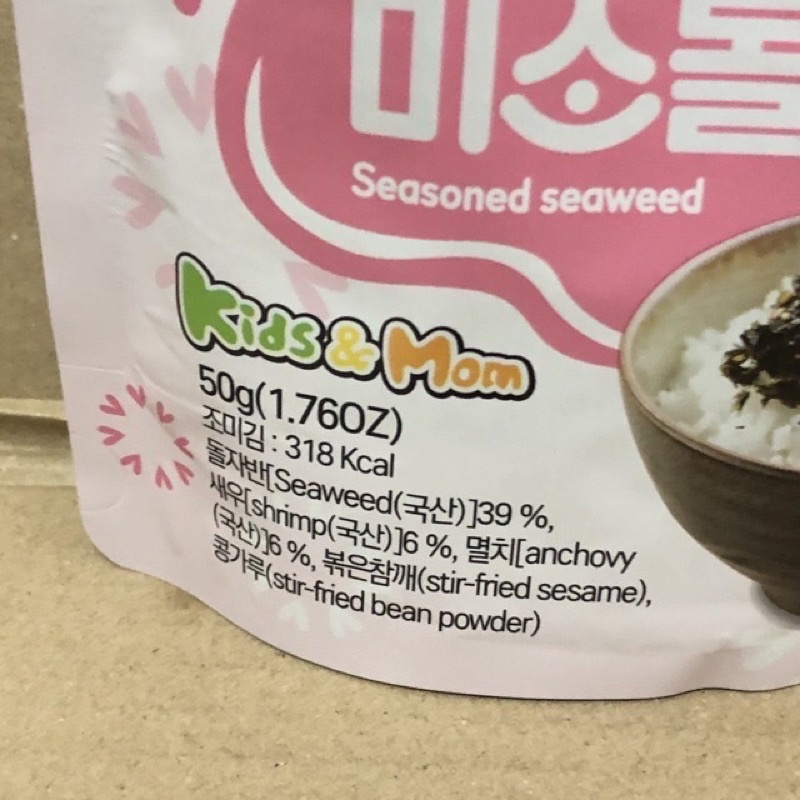 미소볼
Seasoned seaweed
Kids & Mom
50g(1.76OZ)
조미김 : 318 Kcal
돌자반[Seaweed(국산)]39 %,
새우[shrimp(국산)]6 %, 멸치[anchovy
(국산)]6 %, 볶은참깨(stir-fried sesame),
콩가루(stir-fried bean powder)